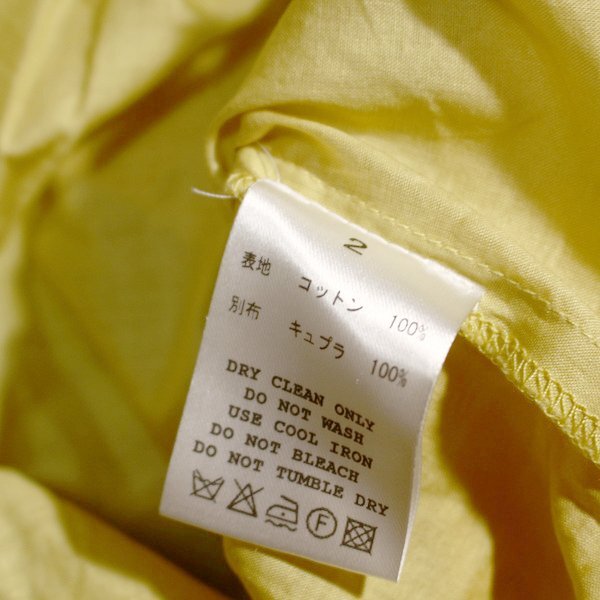 2
表地 コットン 100%
別布 キュプラ 100%
DRY CLEAN ONLY
DO NOT WASH
USE COOL IRON
DO NOT BLEACH
DO NOT TUMBLE DRY
F